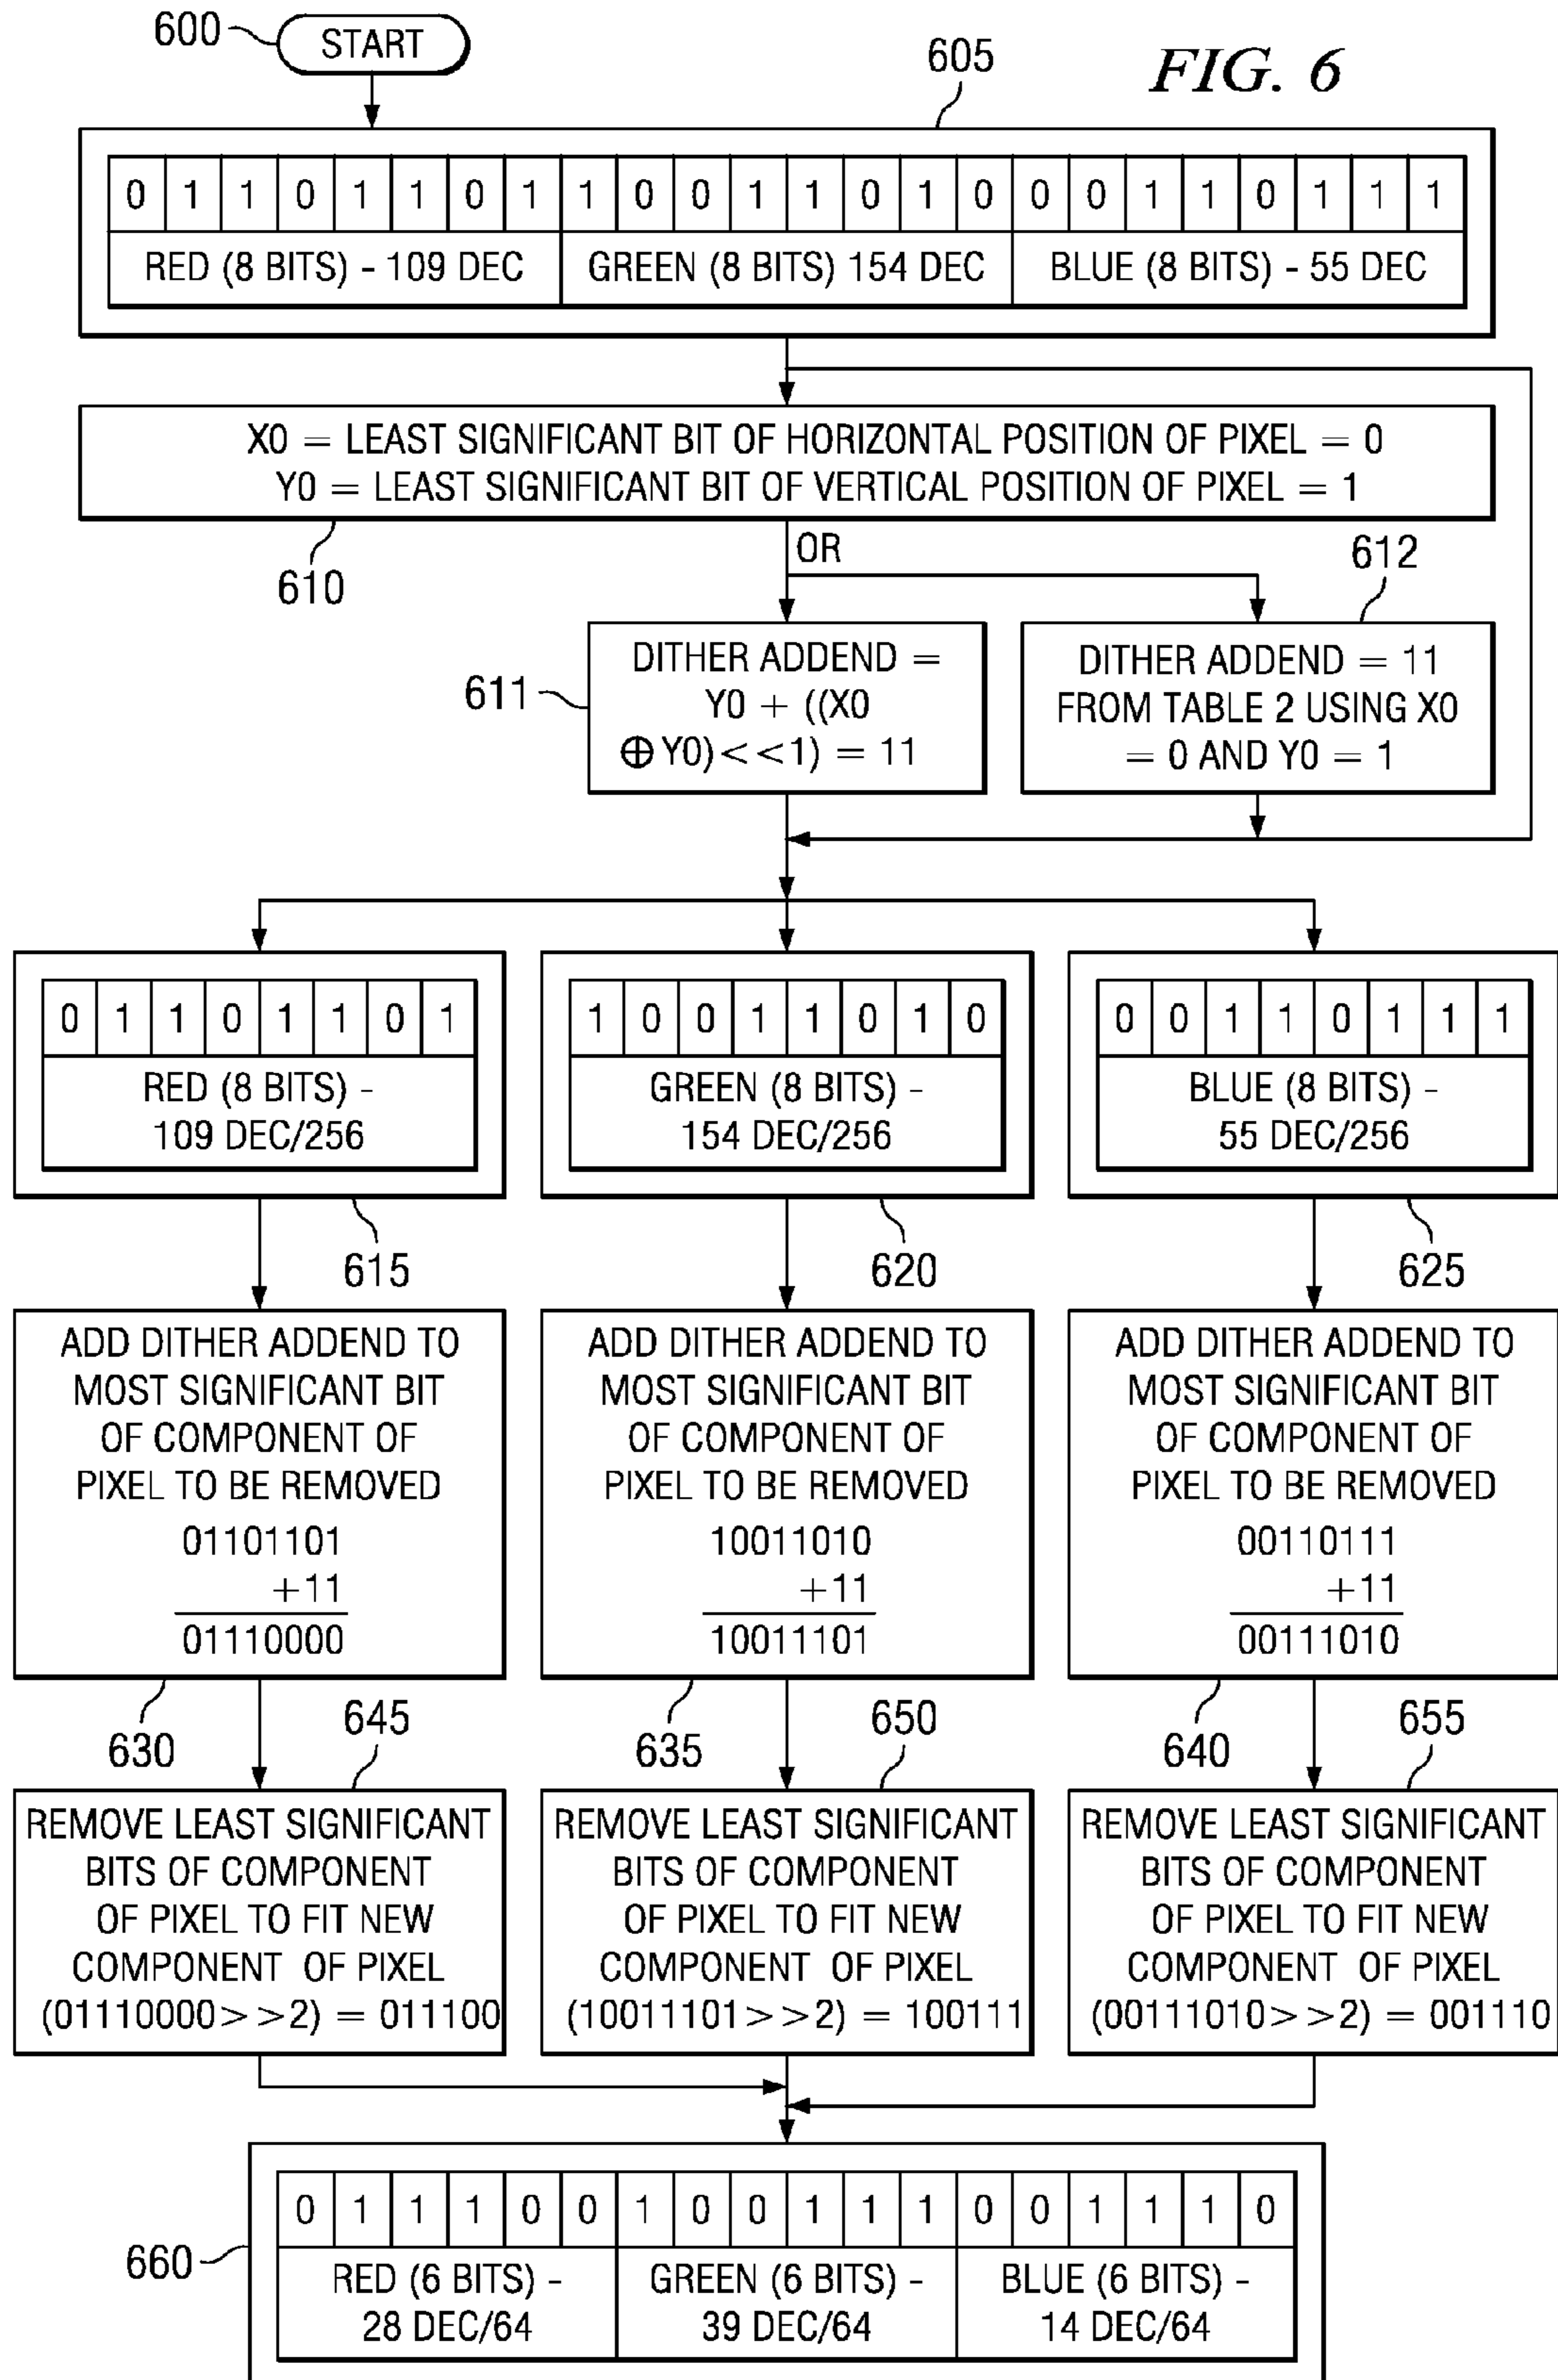 600
START
605
FIG. 6
0 1 1 0 1 1 0 1 1 0 0 1 1 0 1 0 0 0 1 1 0 1 1 1
RED (8 BITS) - 109 DEC
GREEN (8 BITS) 154 DEC
BLUE (8 BITS) - 55 DEC
X0 = LEAST SIGNIFICANT BIT OF HORIZONTAL POSITION OF PIXEL = 0
Y0 = LEAST SIGNIFICANT BIT OF VERTICAL POSITION OF PIXEL = 1
610
OR
612
611
DITHER ADDEND =
Y0 + ((X0
⊕Y0)<<1) = 11
DITHER ADDEND = 11
FROM TABLE 2 USING X0
= 0 AND Y0 = 1
0 1 1 0 1 1 0 1
RED (8 BITS) -
109 DEC/256
615
1 0 0 1 1 0 1 0
GREEN (8 BITS) -
154 DEC/256
620
0 0 1 1 0 1 1 1
BLUE (8 BITS) -
55 DEC/256
625
ADD DITHER ADDEND TO
MOST SIGNIFICANT BIT
OF COMPONENT OF
PIXEL TO BE REMOVED
01101101
+11
01110000
630
ADD DITHER ADDEND TO
MOST SIGNIFICANT BIT
OF COMPONENT OF
PIXEL TO BE REMOVED
10011010
+11
10011101
635
ADD DITHER ADDEND TO
MOST SIGNIFICANT BIT
OF COMPONENT OF
PIXEL TO BE REMOVED
00110111
+11
00111010
640
645
REMOVE LEAST SIGNIFICANT
BITS OF COMPONENT
OF PIXEL TO FIT NEW
COMPONENT OF PIXEL
(01110000>>2) = 011100
650
REMOVE LEAST SIGNIFICANT
BITS OF COMPONENT
OF PIXEL TO FIT NEW
COMPONENT OF PIXEL
(10011101>>2) = 100111
655
REMOVE LEAST SIGNIFICANT
BITS OF COMPONENT
OF PIXEL TO FIT NEW
COMPONENT OF PIXEL
(00111010>>2) = 001110
660
0 1 1 1 0 0 1 0 0 1 1 1 0 0 1 1 1 0
RED (6 BITS) -
28 DEC/64
GREEN (6 BITS) -
39 DEC/64
BLUE (6 BITS) -
14 DEC/64